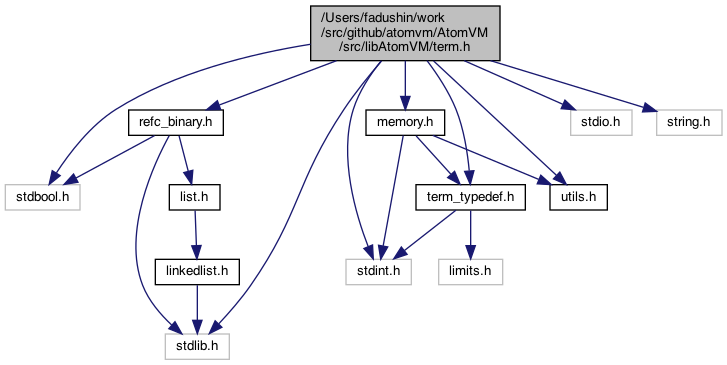 /Users/fadushin/work
/src/github/atomvm/AtomVM
/src/libAtomVM/term.h
refc_binary.h
memory.h
stdio.h
string.h
stdbool.h
list.h
term_typedef.h
utils.h
linkedlist.h
stdint.h
limits.h
stdlib.h